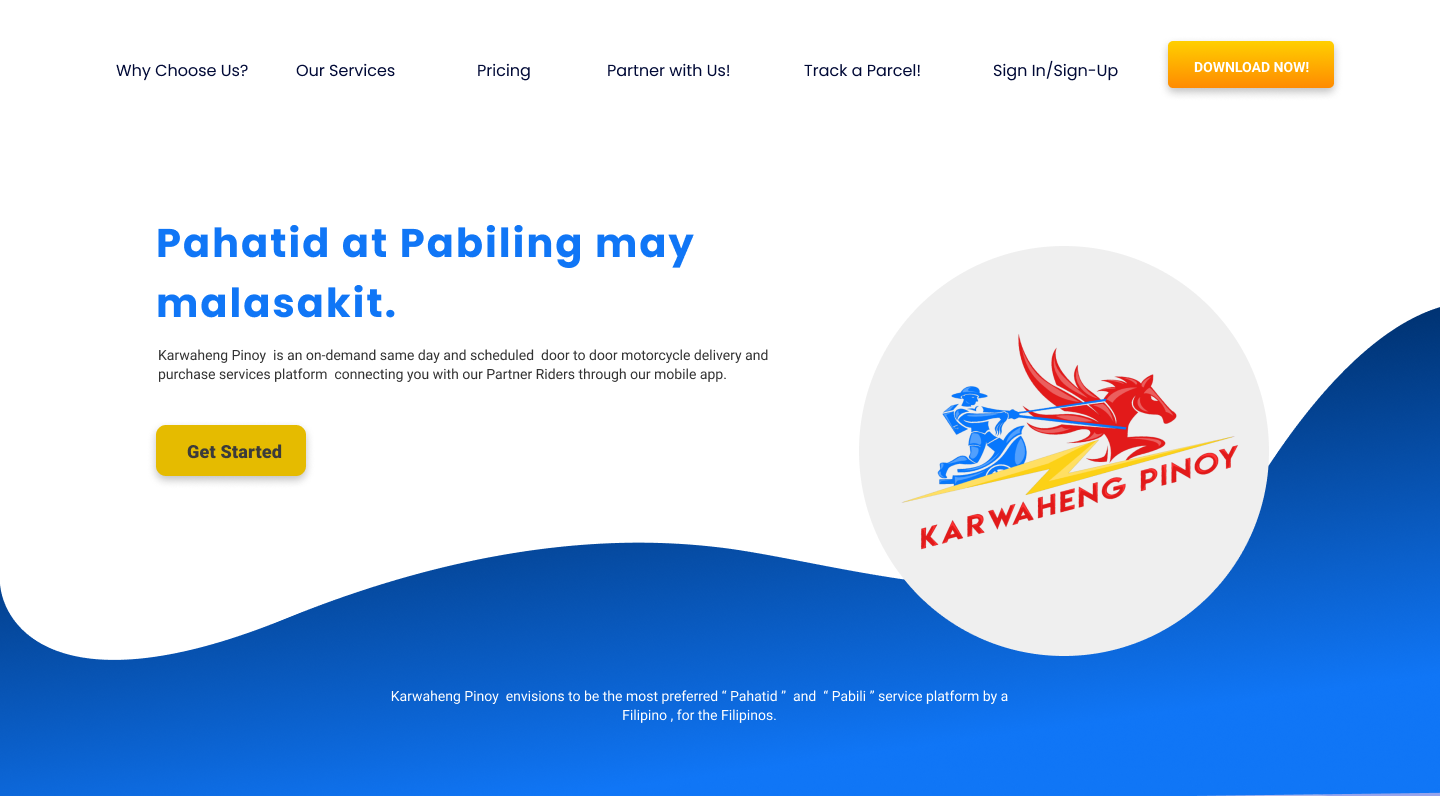 Why Choose Us?
Our Services
Pricing
Partner with Us!
Track a Parcel!
Sign In/Sign-Up
DOWNLOAD NOW!
Pahatid at Pabiling may
malasakit.
Karwaheng Pinoy  is an on-demand same day and scheduled  door to door motorcycle delivery and
purchase services platform  connecting you with our Partner Riders through our mobile app.
Get Started
KARWAHENG PINOY
Karwaheng Pinoy  envisions to be the most preferred “ Pahatid ”  and  “ Pabili ” service platform by a
Filipino , for the Filipinos.